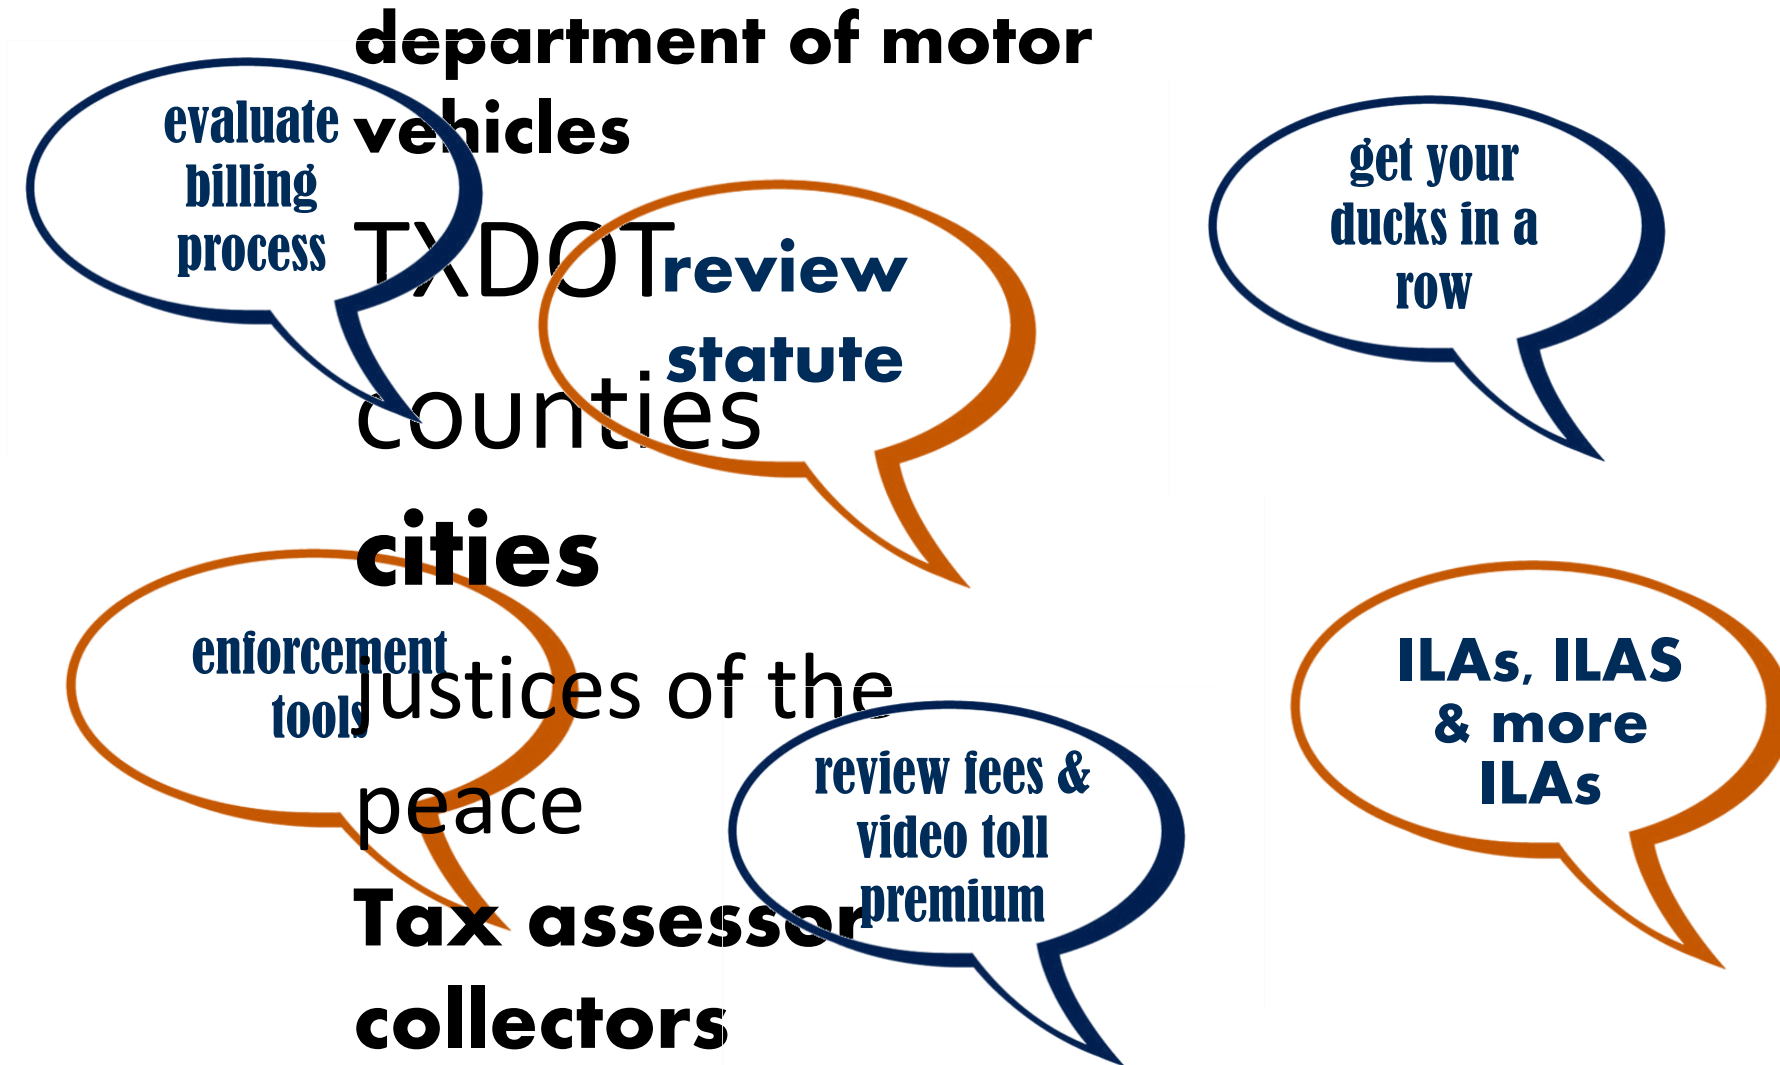 department of motor
vehicles
TXDOT
counties
cities
justices of the
peace
Tax assessor
collectors
evaluate
billing
process
review
statute
get your
ducks in a
row
enforcement
tools
review fees &
video toll
premium
ILAs, ILAS
& more
ILAs